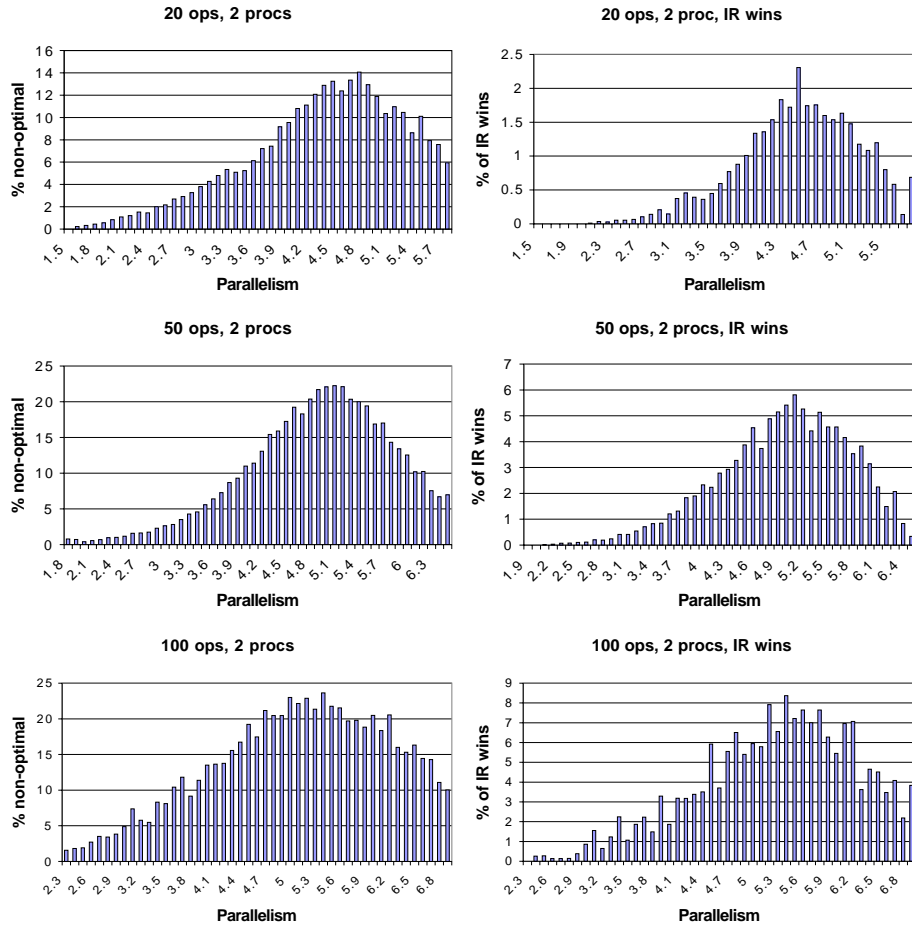 20 ops, 2 procs
% non-optimal
16
14
12
10
8
6
4
2
0
1.5 1.8 2.1 2.4 2.7 3 3.3 3.6 3.9 4.2 4.5 4.8 5.1 5.4 5.7
Parallelism
20 ops, 2 proc, IR wins
% of IR wins
2.5
2
1.5
1
0.5
0
1.5 1.9 2.3 2.7 3.1 3.5 3.9 4.3 4.7 5.1 5.5
Parallelism
50 ops, 2 procs
% non-optimal
25
20
15
10
5
0
1.8 2.1 2.4 2.7 3 3.3 3.6 3.9 4.2 4.5 4.8 5.1 5.4 5.7 6 6.3
Parallelism
50 ops, 2 procs, IR wins
% of IR wins
7
6
5
4
3
2
1
0
1.9 2.2 2.5 2.8 3.1 3.4 3.7 4 4.3 4.6 4.9 5.2 5.5 5.8 6.1 6.4
Parallelism
100 ops, 2 procs
% non-optimal
25
20
15
10
5
0
2.3 2.6 2.9 3.2 3.5 3.8 4.1 4.4 4.7 5 5.3 5.6 5.9 6.2 6.5 6.8
Parallelism
100 ops, 2 procs, IR wins
% of IR wins
9
8
7
6
5
4
3
2
1
0
2.3 2.6 2.9 3.2 3.5 3.8 4.1 4.4 4.7 5 5.3 5.6 5.9 6.2 6.5 6.8
Parallelism